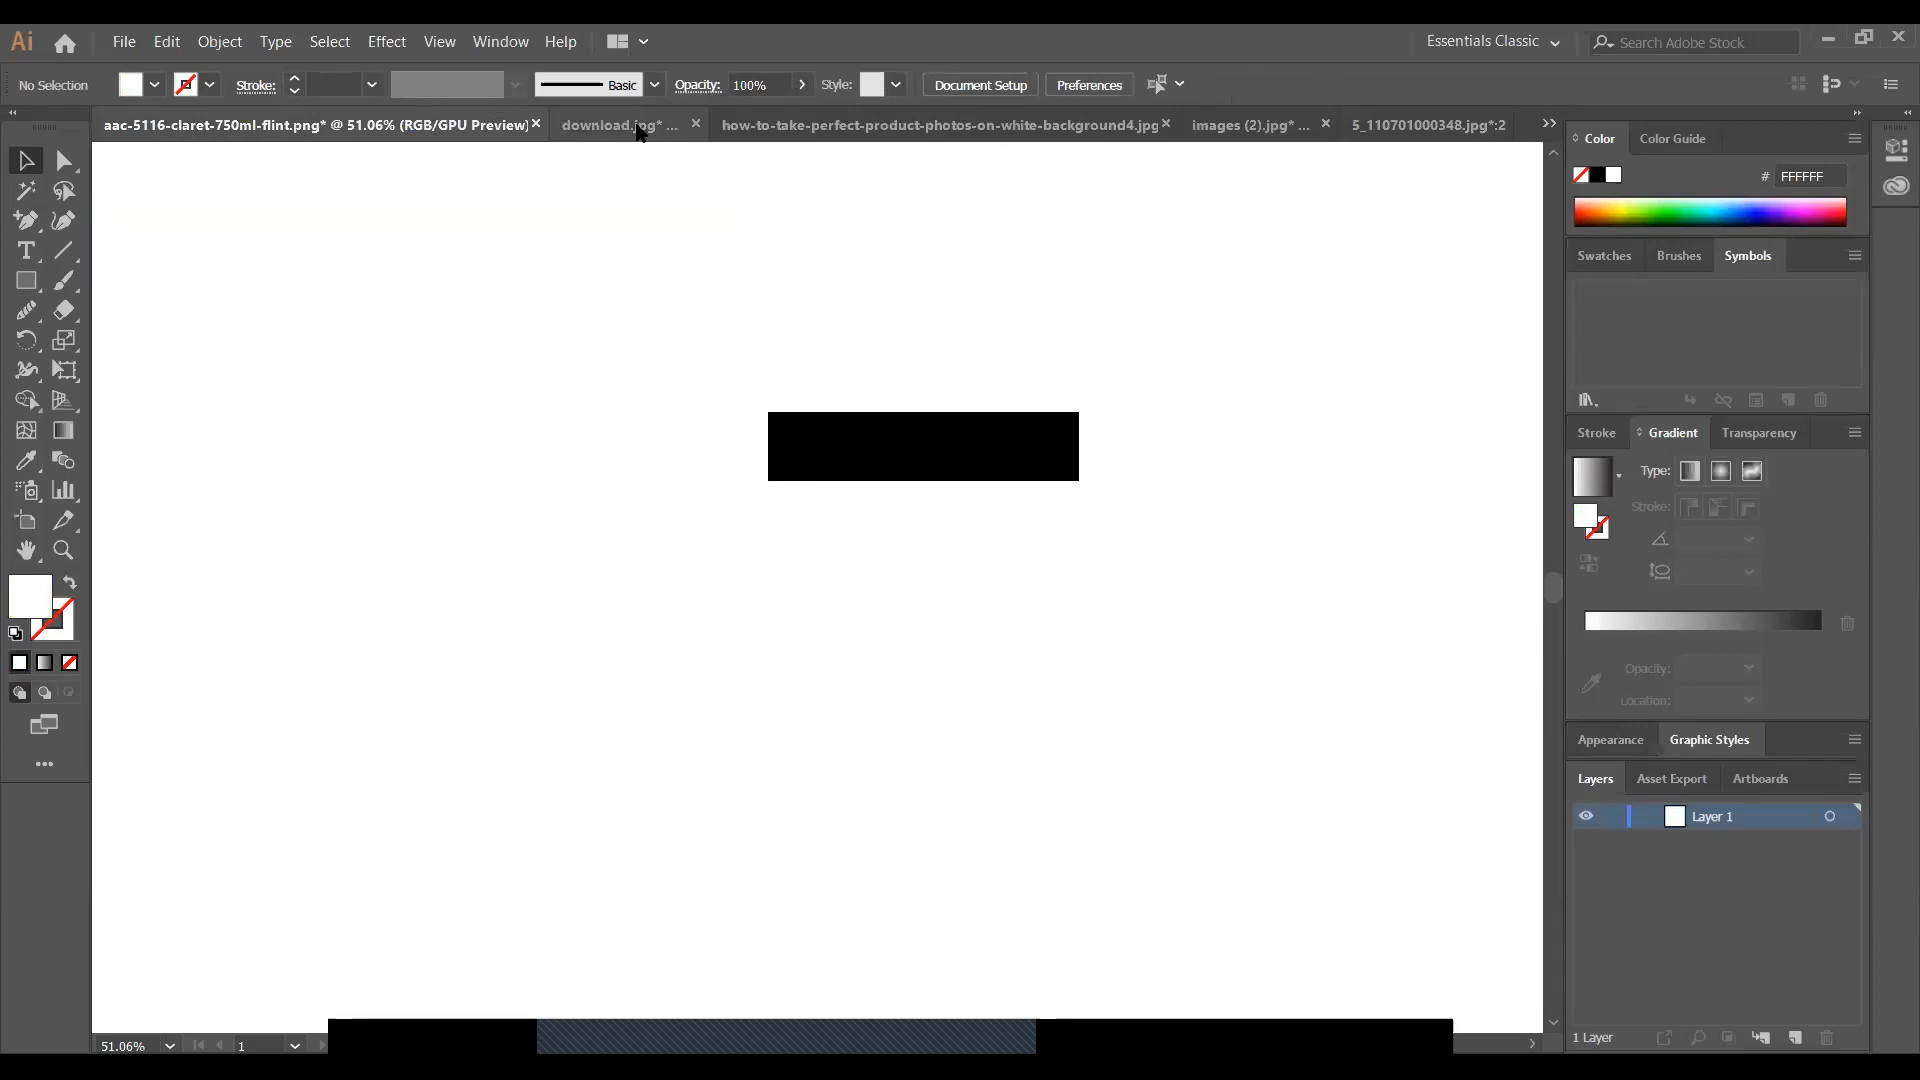 Ai File Edit Object Type Select Effect View Window Help Essentials Classic Search Adobe Stock
No Selection Stroke: Basic Opacity: 100% Style: Document Setup Preferences
aac-5116-claret-750ml-flint.png* @ 51.06% (RGB/GPU Preview) download.jpg* ... how-to-take-perfect-product-photos-on-white-background4.jpg images (2).jpg* ... 5_110701000348.jpg*:2
Color Color Guide
# FFFFFF
Swatches Brushes Symbols
Stroke Gradient Transparency
Type:
Stroke:
Opacity:
Location:
Appearance Graphic Styles
Layers Asset Export Artboards
Layer 1
1 Layer
51.06% 1